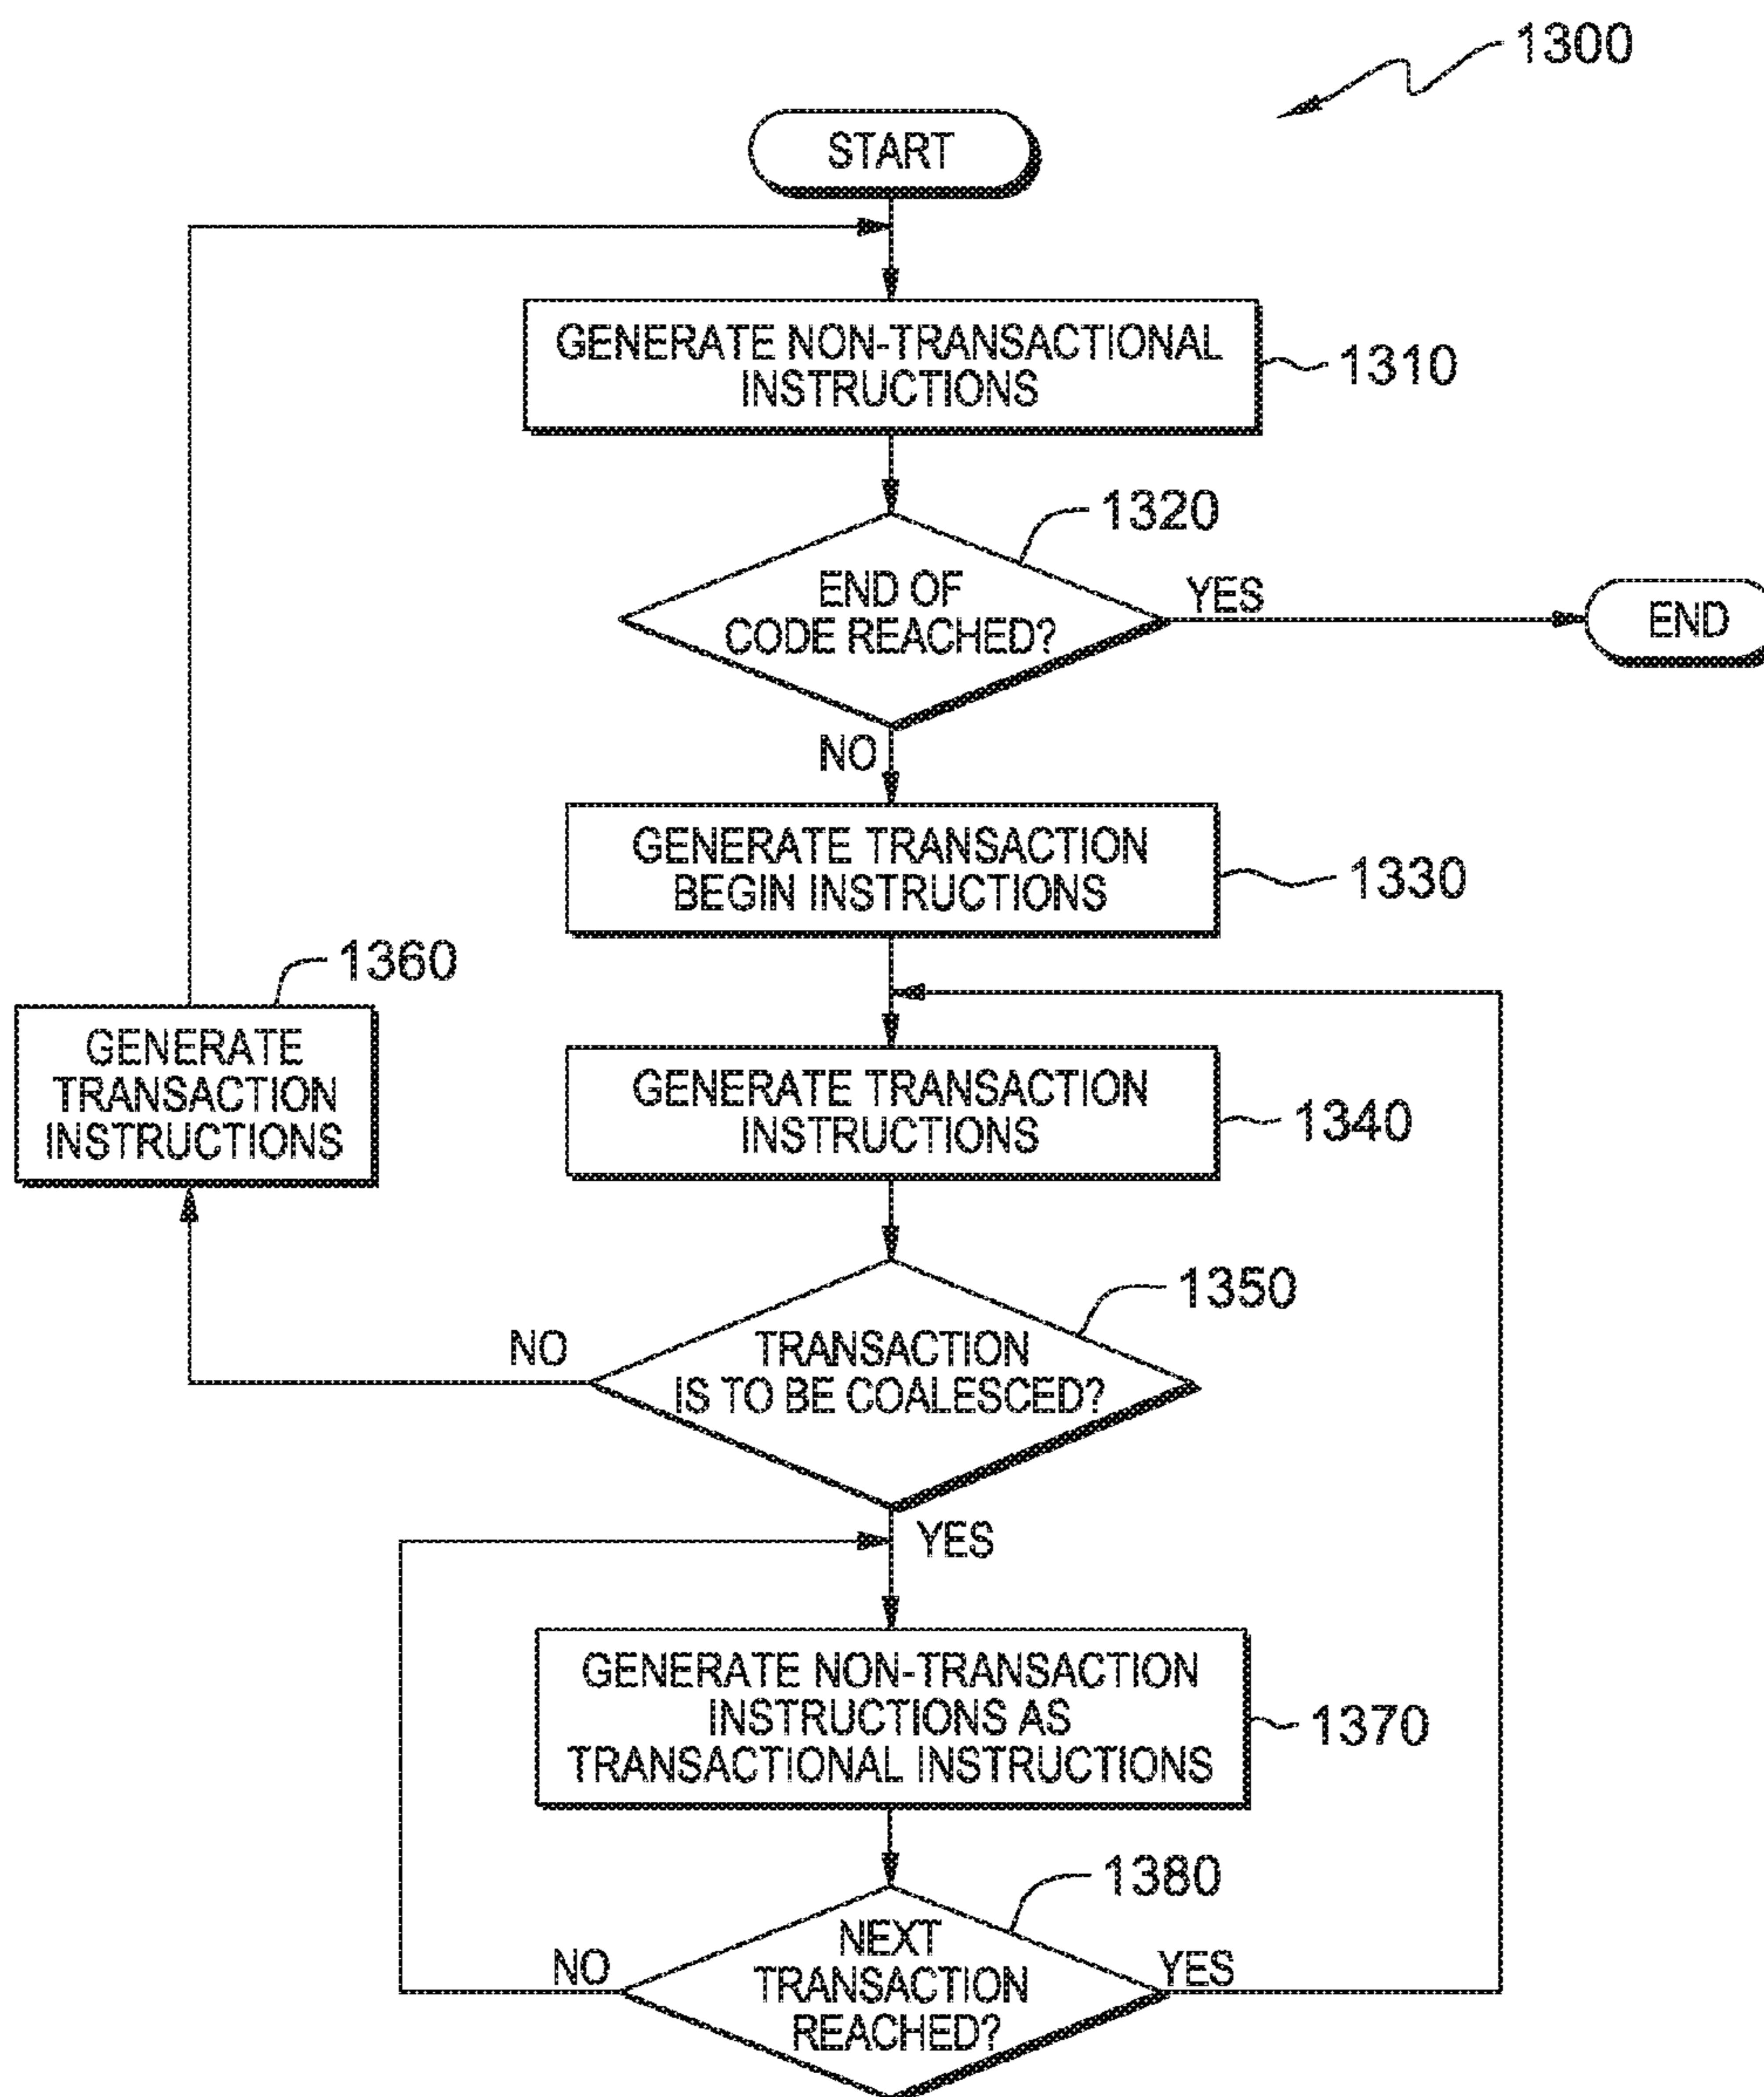 1300
START
GENERATE NON-TRANSACTIONAL
INSTRUCTIONS
1310
1320
END OF
CODE REACHED?
YES
END
NO
GENERATE TRANSACTION
BEGIN INSTRUCTIONS
1330
1360
GENERATE
TRANSACTION
INSTRUCTIONS
GENERATE TRANSACTION
INSTRUCTIONS
1340
1350
NO
TRANSACTION
IS TO BE COALESCED?
YES
GENERATE NON-TRANSACTION
INSTRUCTIONS AS
TRANSACTIONAL INSTRUCTIONS
1370
1380
NO
NEXT
TRANSACTION
REACHED?
YES